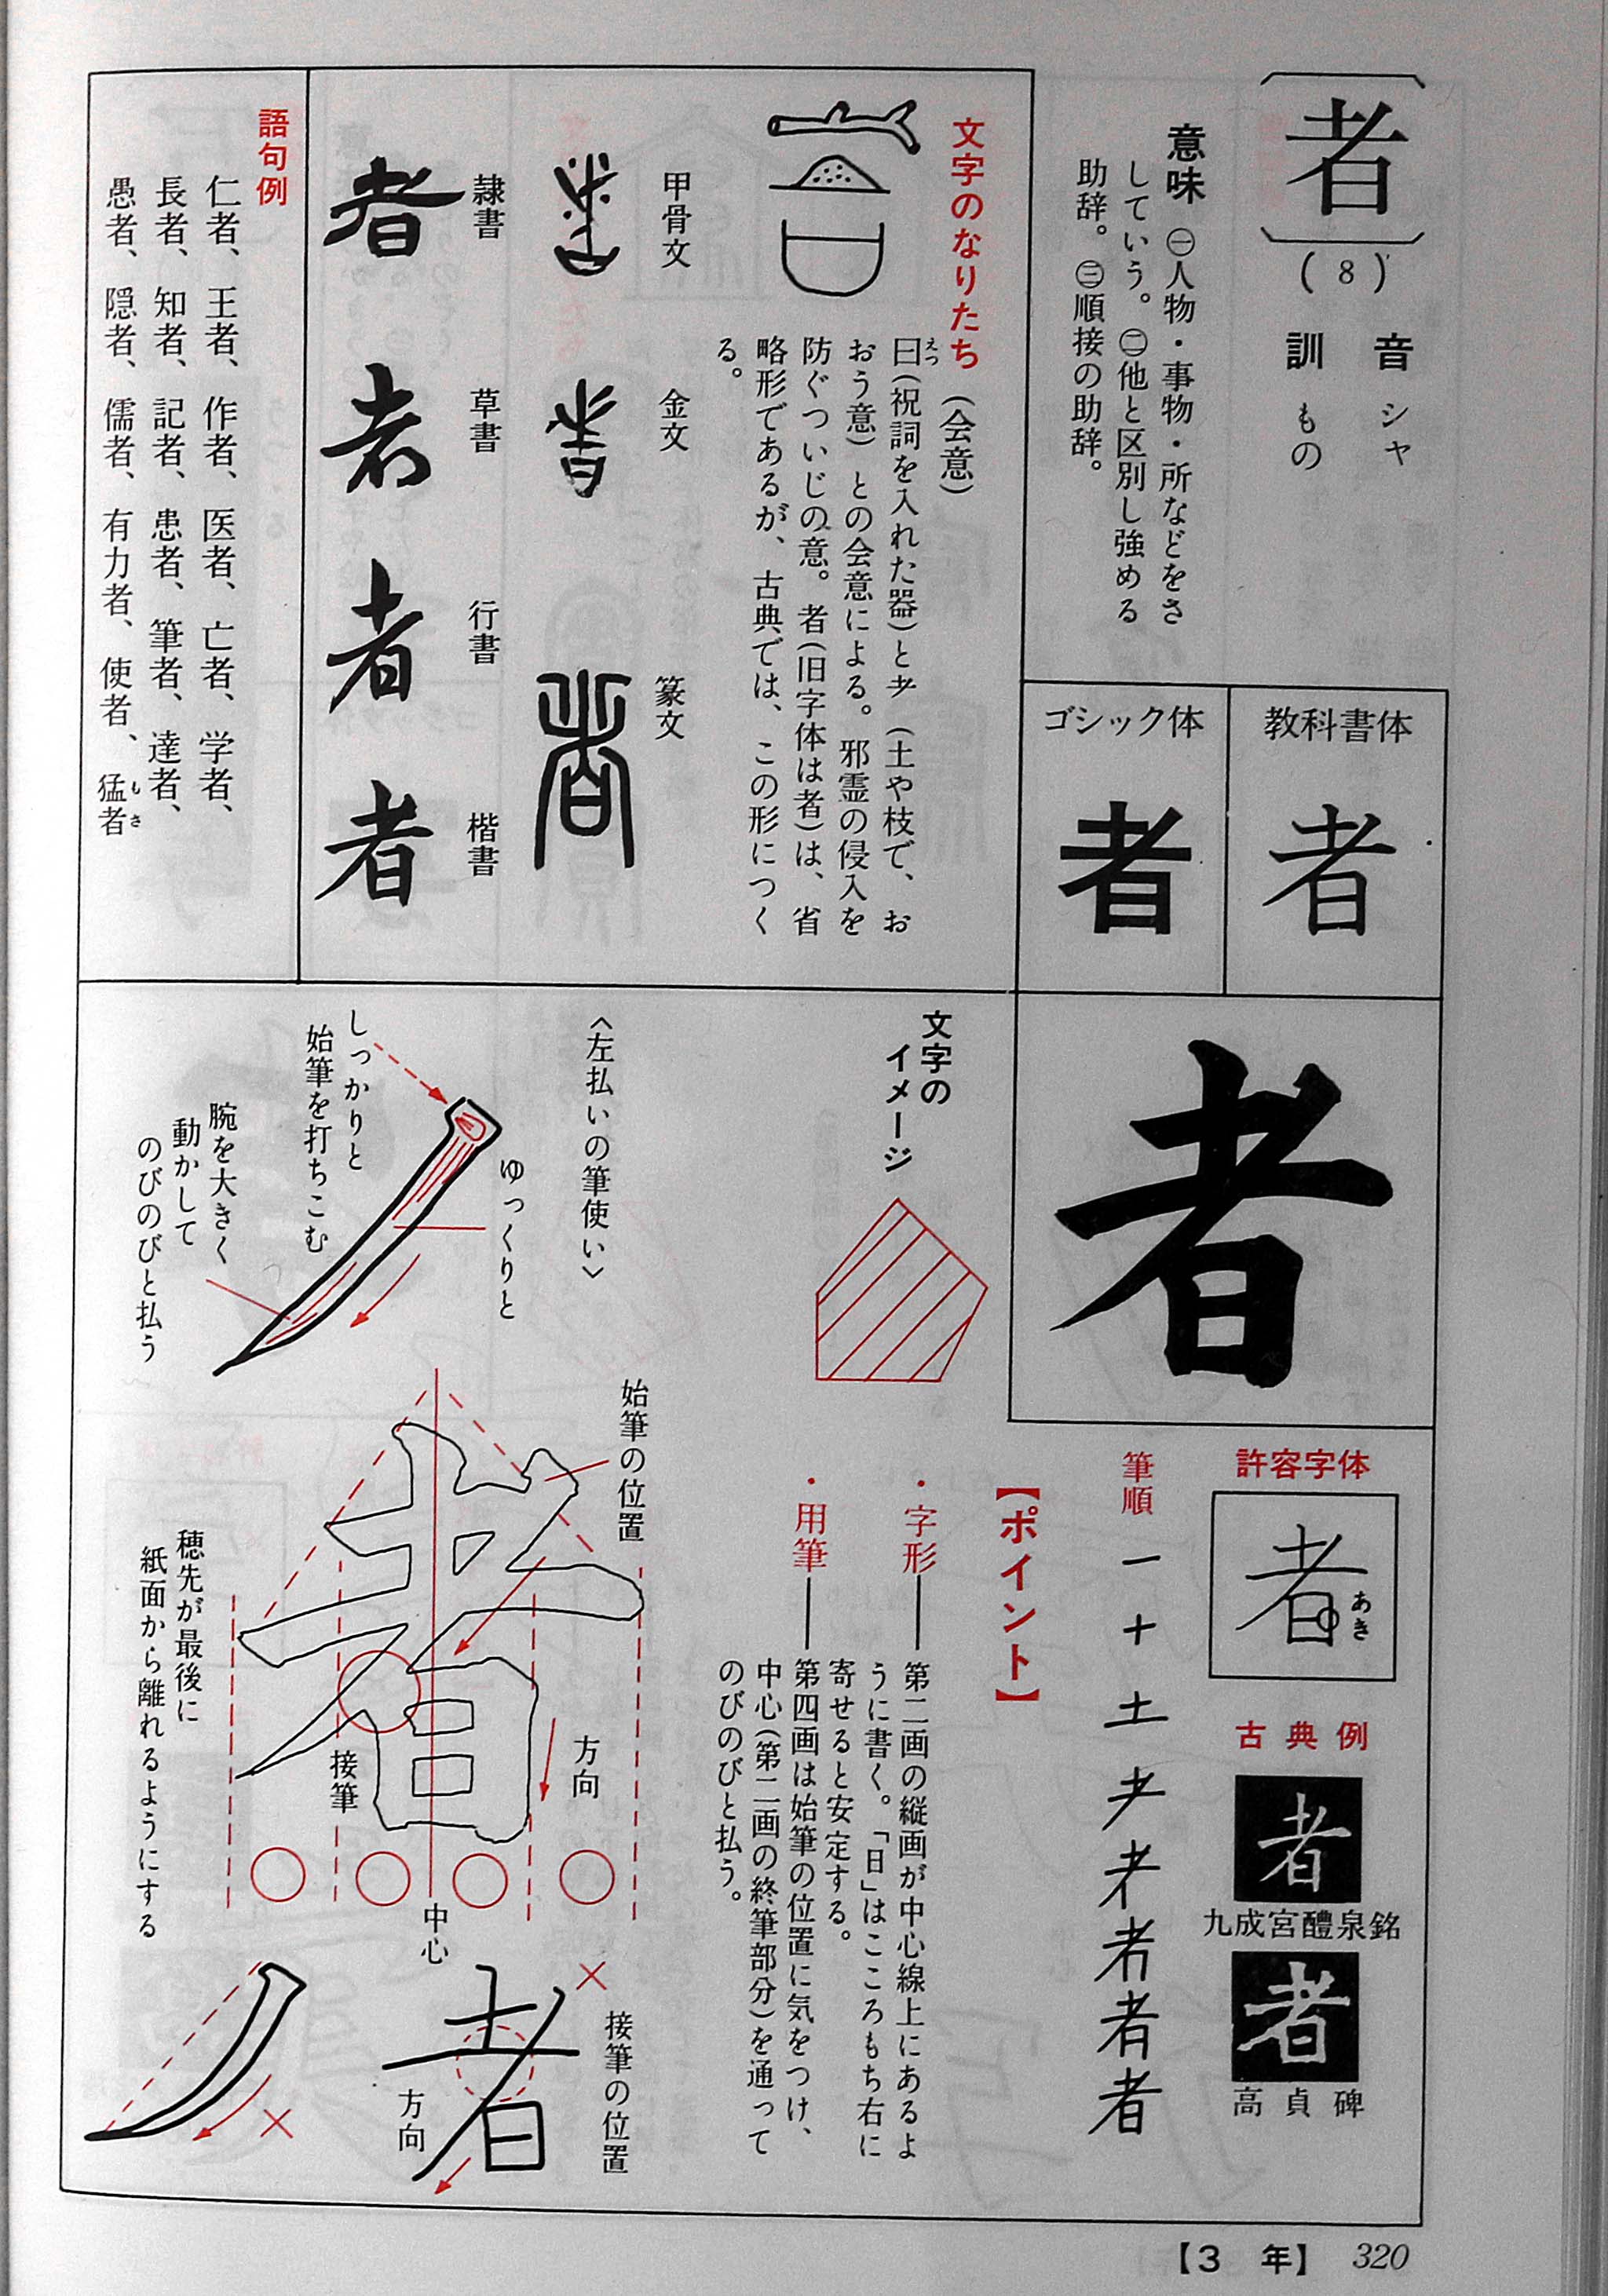 者
(8)
音 シャ
訓 もの
意味 ㊀人物・事物・所などをさ
していう。㊁他と区別し強める
助辞。㊂順接の助辞。
教科書体
者
ゴシック体
者
文字のなりたち (会意)
曰(祝詞を入れた器)と耂(土や枝で、お
えつ
おう意)との会意による。邪霊の侵入を
防ぐついじの意。者(旧字体は者)は、省
略形であるが、古典では、この形につく
る。
甲骨文
金文
篆文
隷書
草書
行書
楷書
者
者
者
者
語句例
仁者、王者、作者、医者、亡者、学者、
長者、知者、記者、患者、筆者、達者、
愚者、隠者、儒者、有力者、使者、猛者
もさ
者
許容字体
者
あき
古典例
者
九成宮醴泉銘
者
高貞碑
筆順
一 十 土 耂 者 者
【ポイント】
・字形――第二画の縦画が中心線上にあるよ
うに書く。「日」はこころもち右に
寄せると安定する。
・用筆――第四画は始筆の位置に気をつけ、
中心(第二画の終筆部分)を通って
のびのびと払う。
文字の
イメージ
〈左払いの筆使い〉
ゆっくりと
しっかりと
始筆を打ちこむ
腕を大きく
動かして
のびのびと払う
始筆の位置
方向
接筆
中心
穂先が最後に
紙面から離れるようにする
接筆の位置
者
方向
【3 年】 320